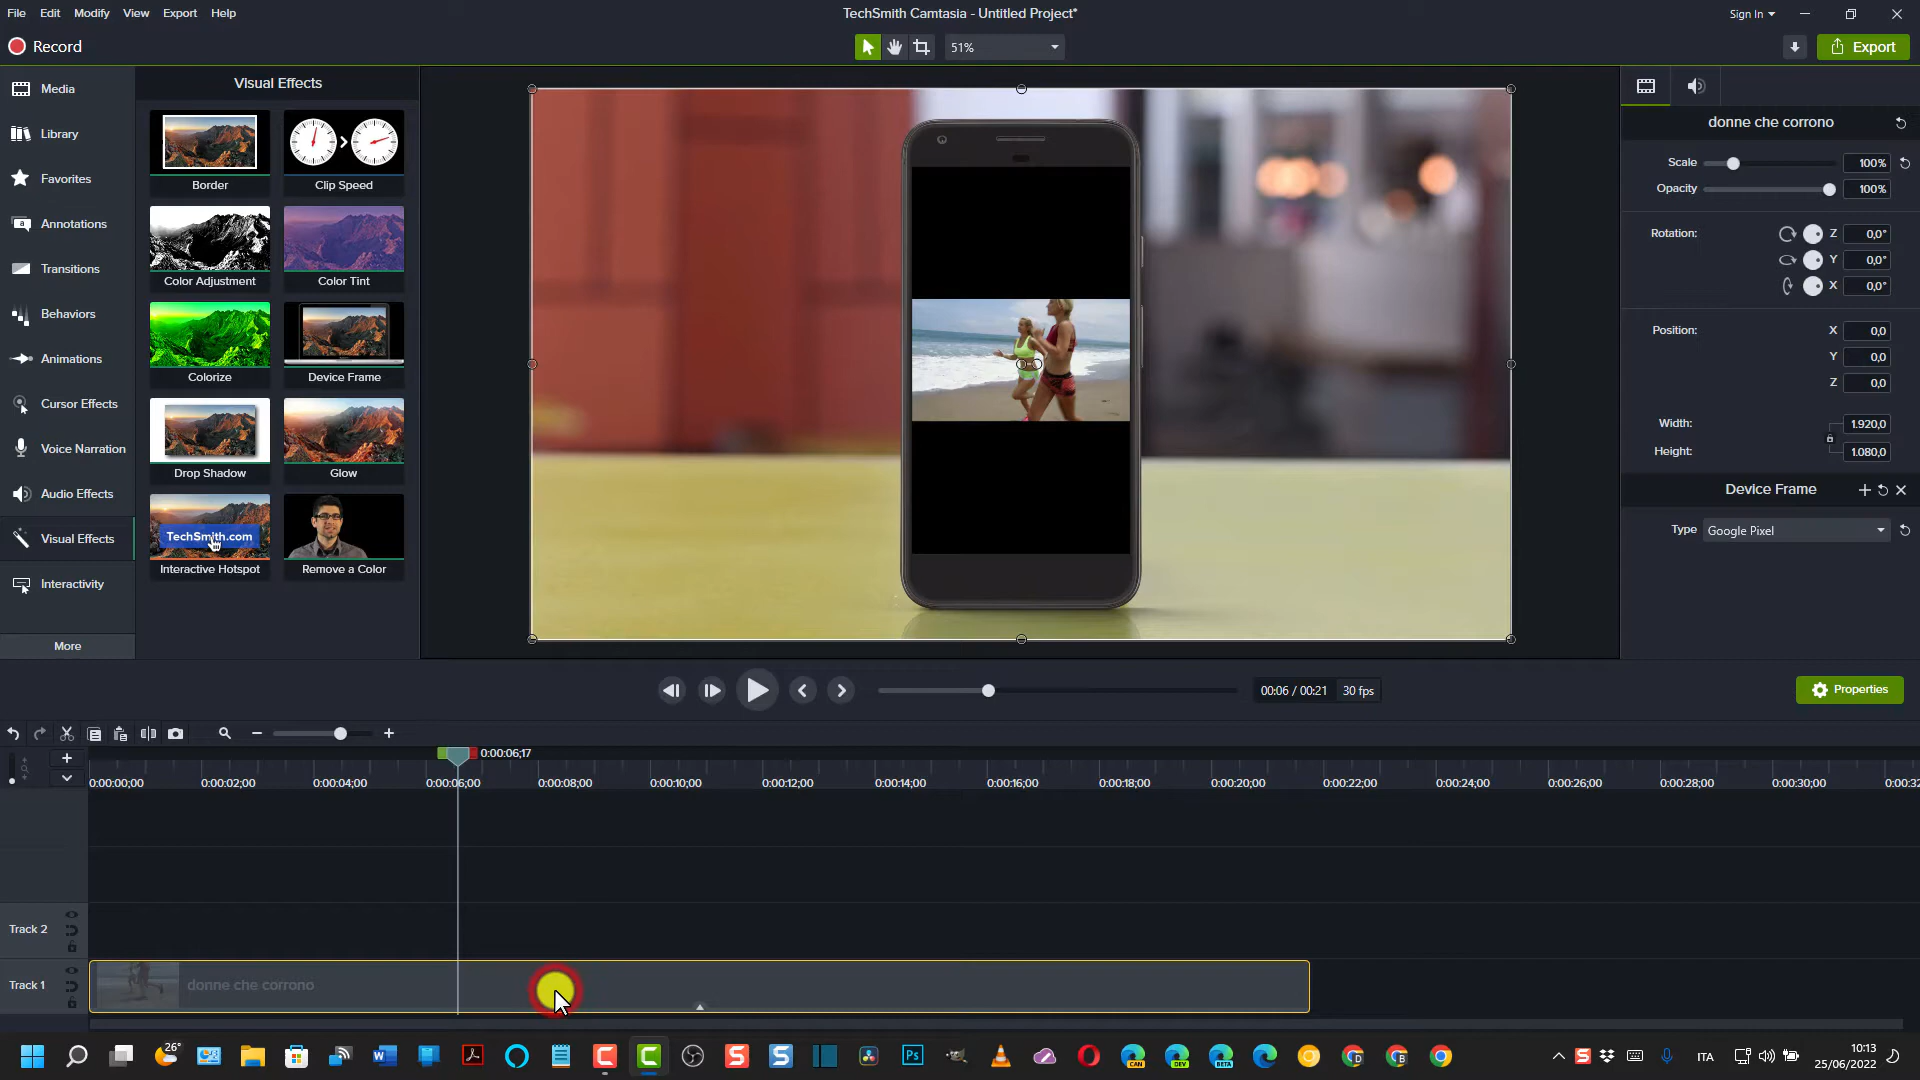 File Edit Modify View Export Help
TechSmith Camtasia - Untitled Project*
Sign In
Record
51%
Export
Media
Library
Favorites
Annotations
Transitions
Behaviors
Animations
Cursor Effects
Voice Narration
Audio Effects
Visual Effects
Interactivity
More
Visual Effects
Border
Clip Speed
Color Adjustment
Color Tint
Colorize
Device Frame
Drop Shadow
Glow
TechSmith.com
Interactive Hotspot
Remove a Color
donne che corrono
Scale 100%
Opacity 100%
Rotation: Z 0,0°
Y 0,0°
X 0,0°
Position: X 0,0
Y 0,0
Z 0,0
Width: 1.920,0
Height: 1.080,0
Device Frame
Type Google Pixel
00:06 / 00:21 30 fps
Properties
0:00:06;17
0:00:00;00 0:00:02;00 0:00:04;00 0:00:06;00 0:00:08;00 0:00:10;00 0:00:12;00 0:00:14;00 0:00:16;00 0:00:18;00 0:00:20;00 0:00:22;00 0:00:24;00 0:00:26;00 0:00:28;00 0:00:30;00 0:00:32
Track 2
Track 1
donne che corrono
26°
ITA
10:13
25/06/2022